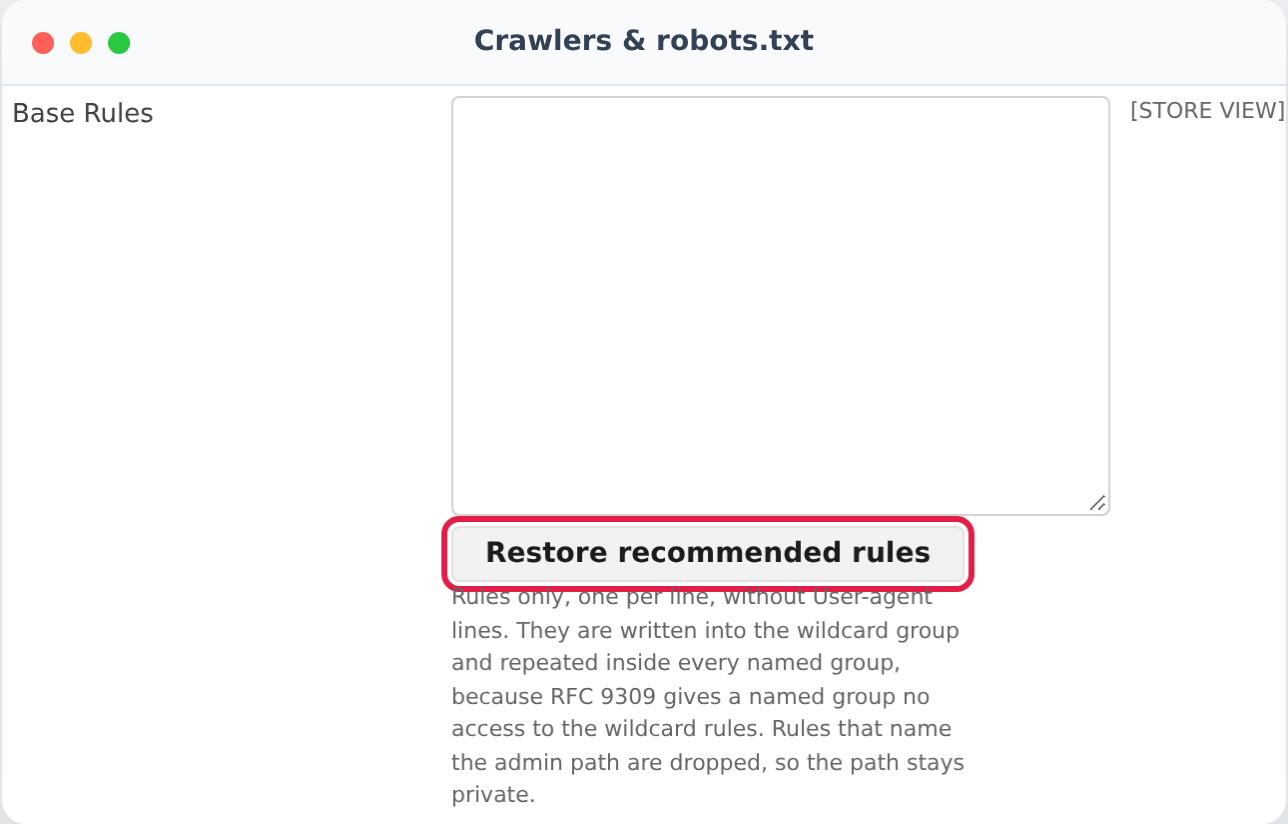 Crawlers & robots.txt
Base Rules
[STORE VIEW]
Restore recommended rules
Rules only, one per line, without User-agent
lines. They are written into the wildcard group
and repeated inside every named group,
because RFC 9309 gives a named group no
access to the wildcard rules. Rules that name
the admin path are dropped, so the path stays
private.